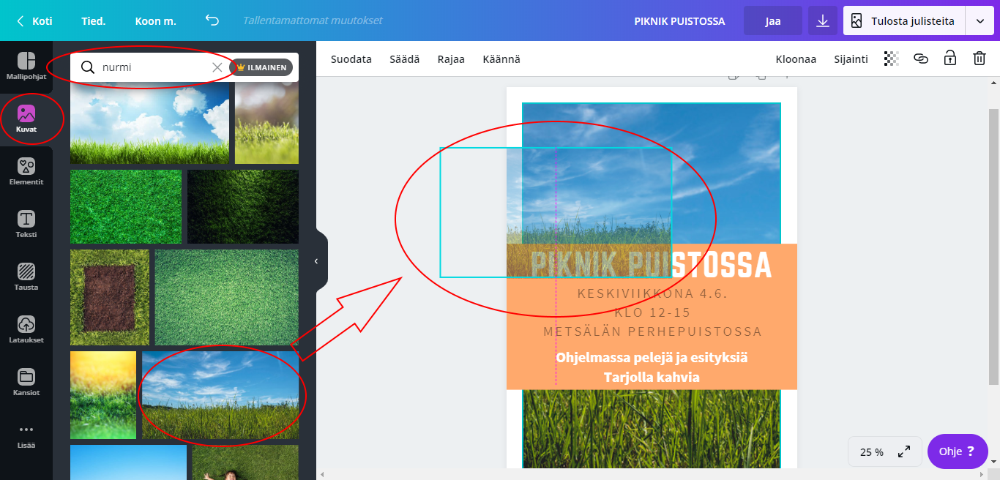 Koti
Tied.
Koon m.
Tallentamattomat muutokset
PIKNIK PUISTOSSA
Jaa
Tulosta julisteita
Mallipohjat
Kuvat
Elementit
Teksti
Tausta
Lataukset
Kansiot
Lisää
nurmi
ILMAINEN
Suodata
Säädä
Rajaa
Käännä
Kloonaa
Sijainti
PIKNIK PUISTOSSA
KESKIVIIKKONA 4.6.
KLO 12-15
METSÄLÄN PERHEPUISTOSSA
Ohjelmassa pelejä ja esityksiä
Tarjolla kahvia
25 %
Ohje ?